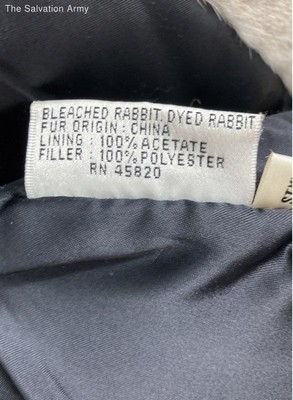 The Salvation Army
BLEACHED RABBIT. DYED RABBIT
FUR ORIGIN : CHINA
LINING : 100% ACETATE
FILLER : 100% POLYESTER
RN 45820